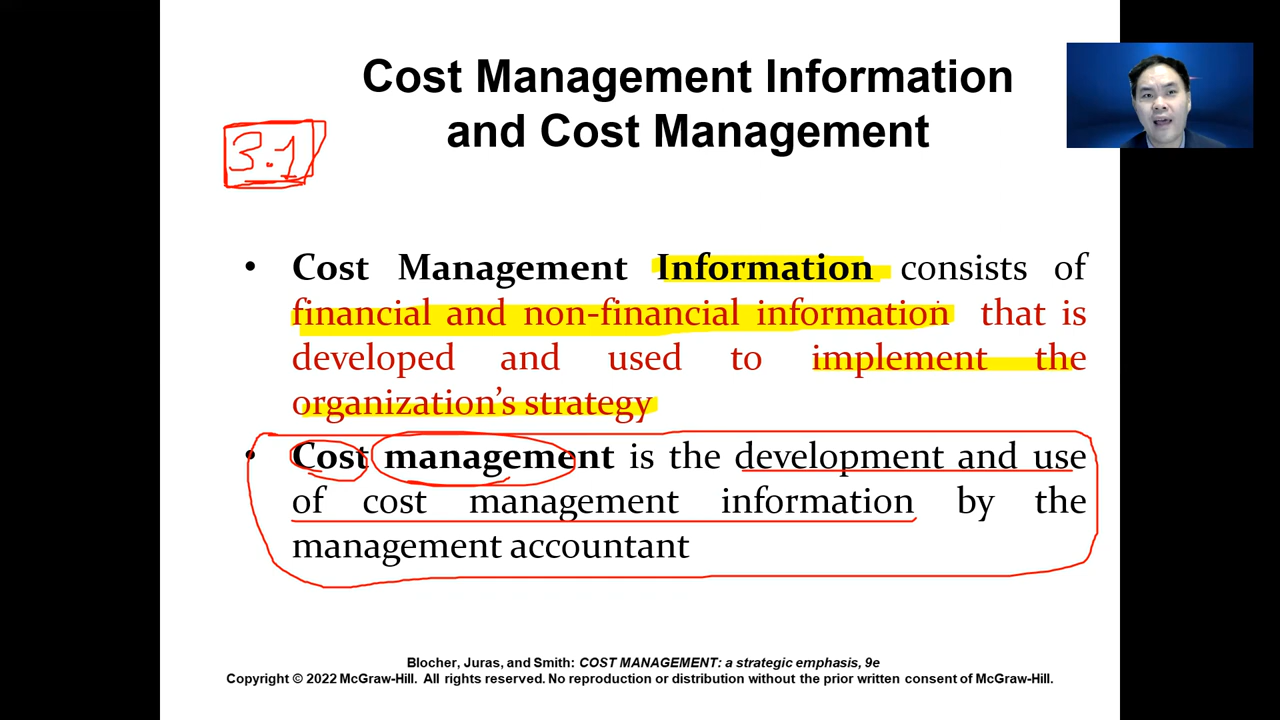 Cost Management Information
and Cost Management
3.1
• Cost Management Information consists of
financial and non-financial information that is
developed and used to implement the
organization's strategy
• Cost management is the development and use
of cost management information by the
management accountant
Blocher, Juras, and Smith: COST MANAGEMENT: a strategic emphasis, 9e
Copyright © 2022 McGraw-Hill. All rights reserved. No reproduction or distribution without the prior written consent of McGraw-Hill.